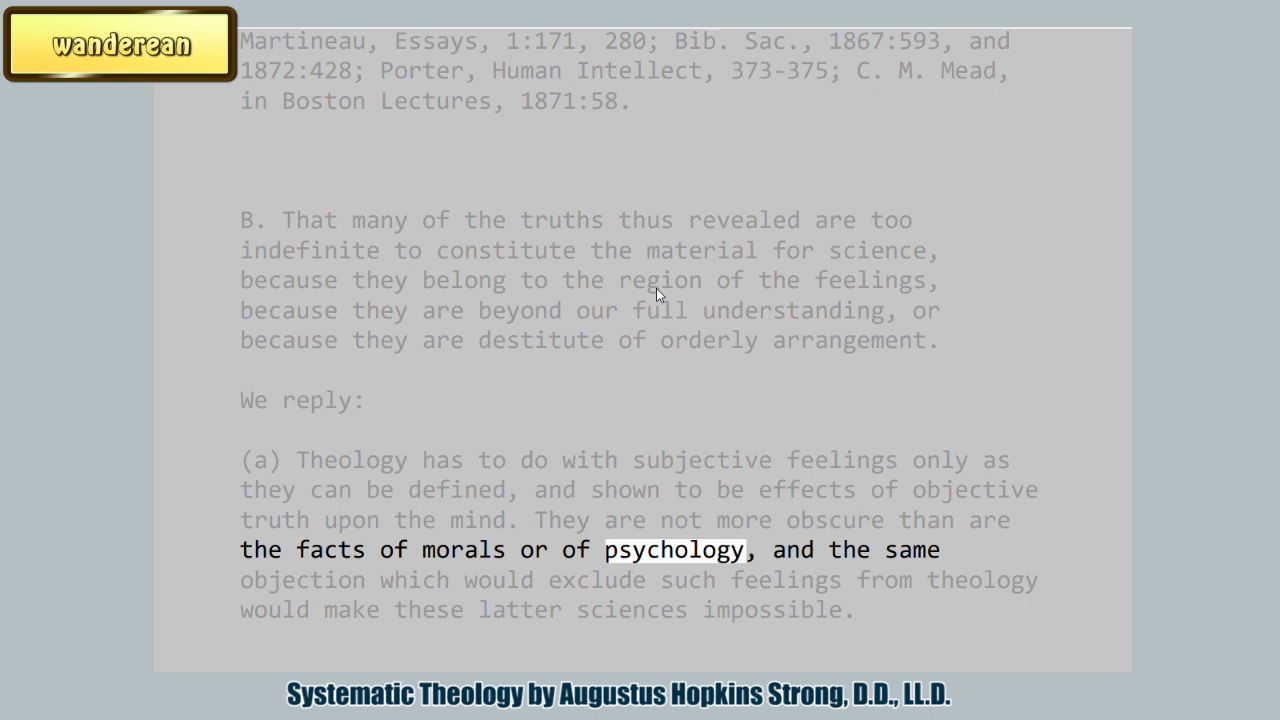 wanderean
Martineau, Essays, 1:171, 280; Bib. Sac., 1867:593, and
1872:428; Porter, Human Intellect, 373-375; C. M. Mead,
in Boston Lectures, 1871:58.
B. That many of the truths thus revealed are too
indefinite to constitute the material for science,
because they belong to the region of the feelings,
because they are beyond our full understanding, or
because they are destitute of orderly arrangement.
We reply:
(a) Theology has to do with subjective feelings only as
they can be defined, and shown to be effects of objective
truth upon the mind. They are not more obscure than are
the facts of morals or of psychology, and the same
objection which would exclude such feelings from theology
would make these latter sciences impossible.
Systematic Theology by Augustus Hopkins Strong, D.D., LL.D.